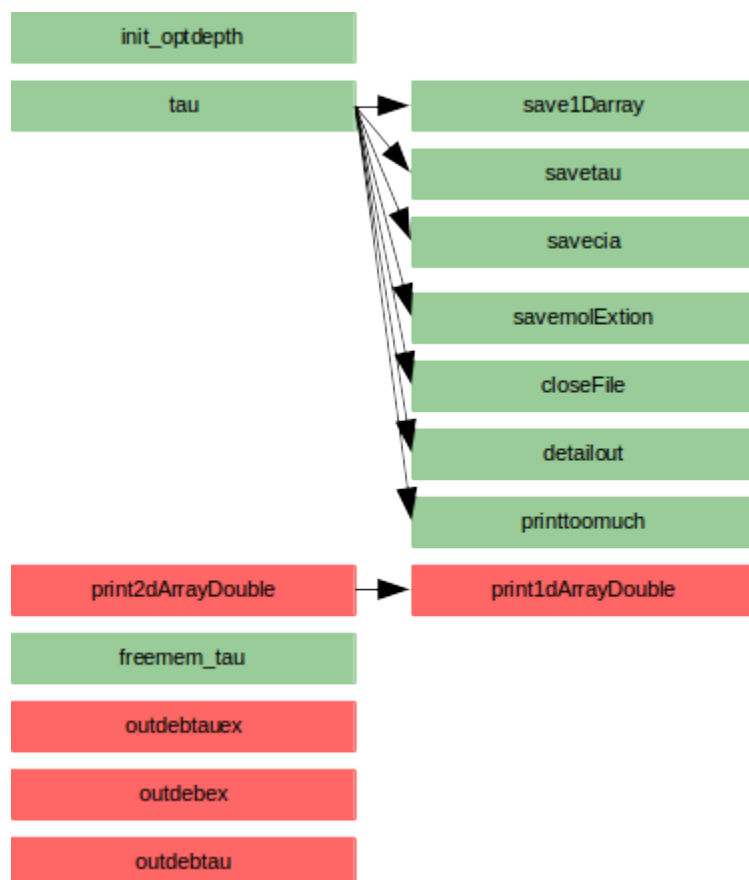 init_optdepth
tau
save1Darray
savetau
savecia
savemolExtion
closeFile
detailout
printtoomuch
print2dArrayDouble
print1dArrayDouble
freemem_tau
outdebtauex
outdebex
outdebtau